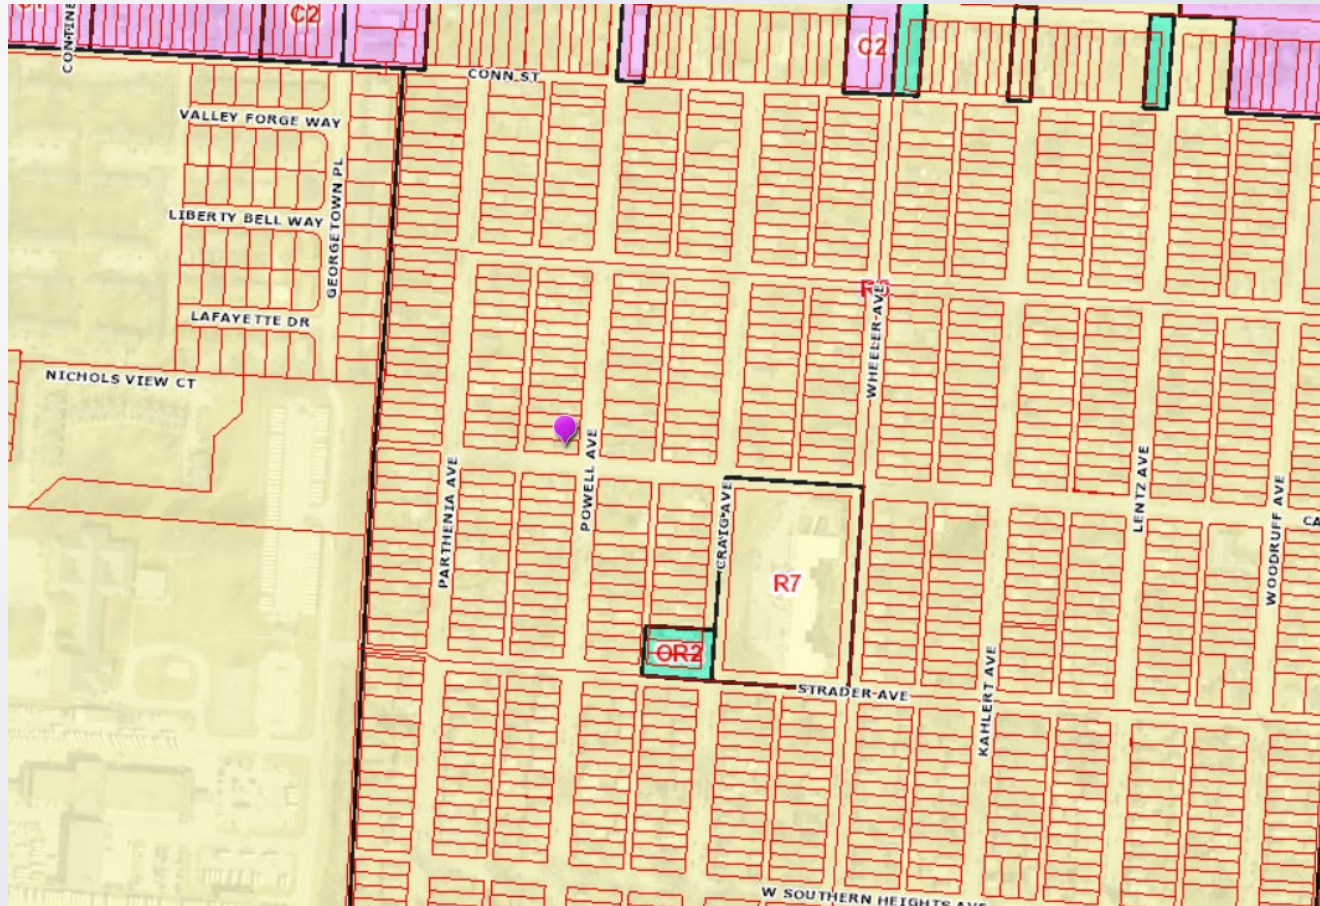 C2
CONN ST
C2
VALLEY FORGE WAY
GEORGETOWN PL
LIBERTY BELL WAY
LAFAYETTE DR
NICHOLS VIEW CT
WHEELER AVE
PARTHENIA AVE
POWELL AVE
CRAIG AVE
LENTZ AVE
WOODRUFF AVE
CA
R7
OR2
STRADER AVE
KAHLERT AVE
W SOUTHERN HEIGHTS AVE